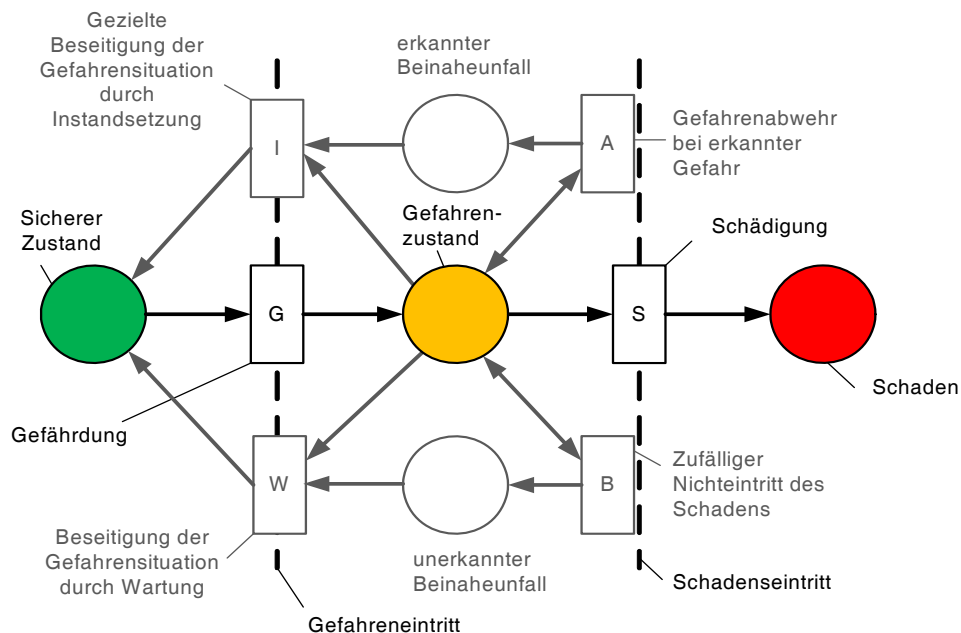 Gezielte
Beseitigung der
Gefahrensituation
durch
Instandsetzung
erkannter
Beinaheunfall
I
A
Gefahrenabwehr
bei erkannter
Gefahr
Sicherer
Zustand
Gefahren-
zustand
Schädigung
G
S
Schaden
Gefährdung
W
B
Zufälliger
Nichteintritt des
Schadens
Beseitigung der
Gefahrensituation
durch Wartung
unerkannter
Beinaheunfall
Schadenseintritt
Gefahreneintritt